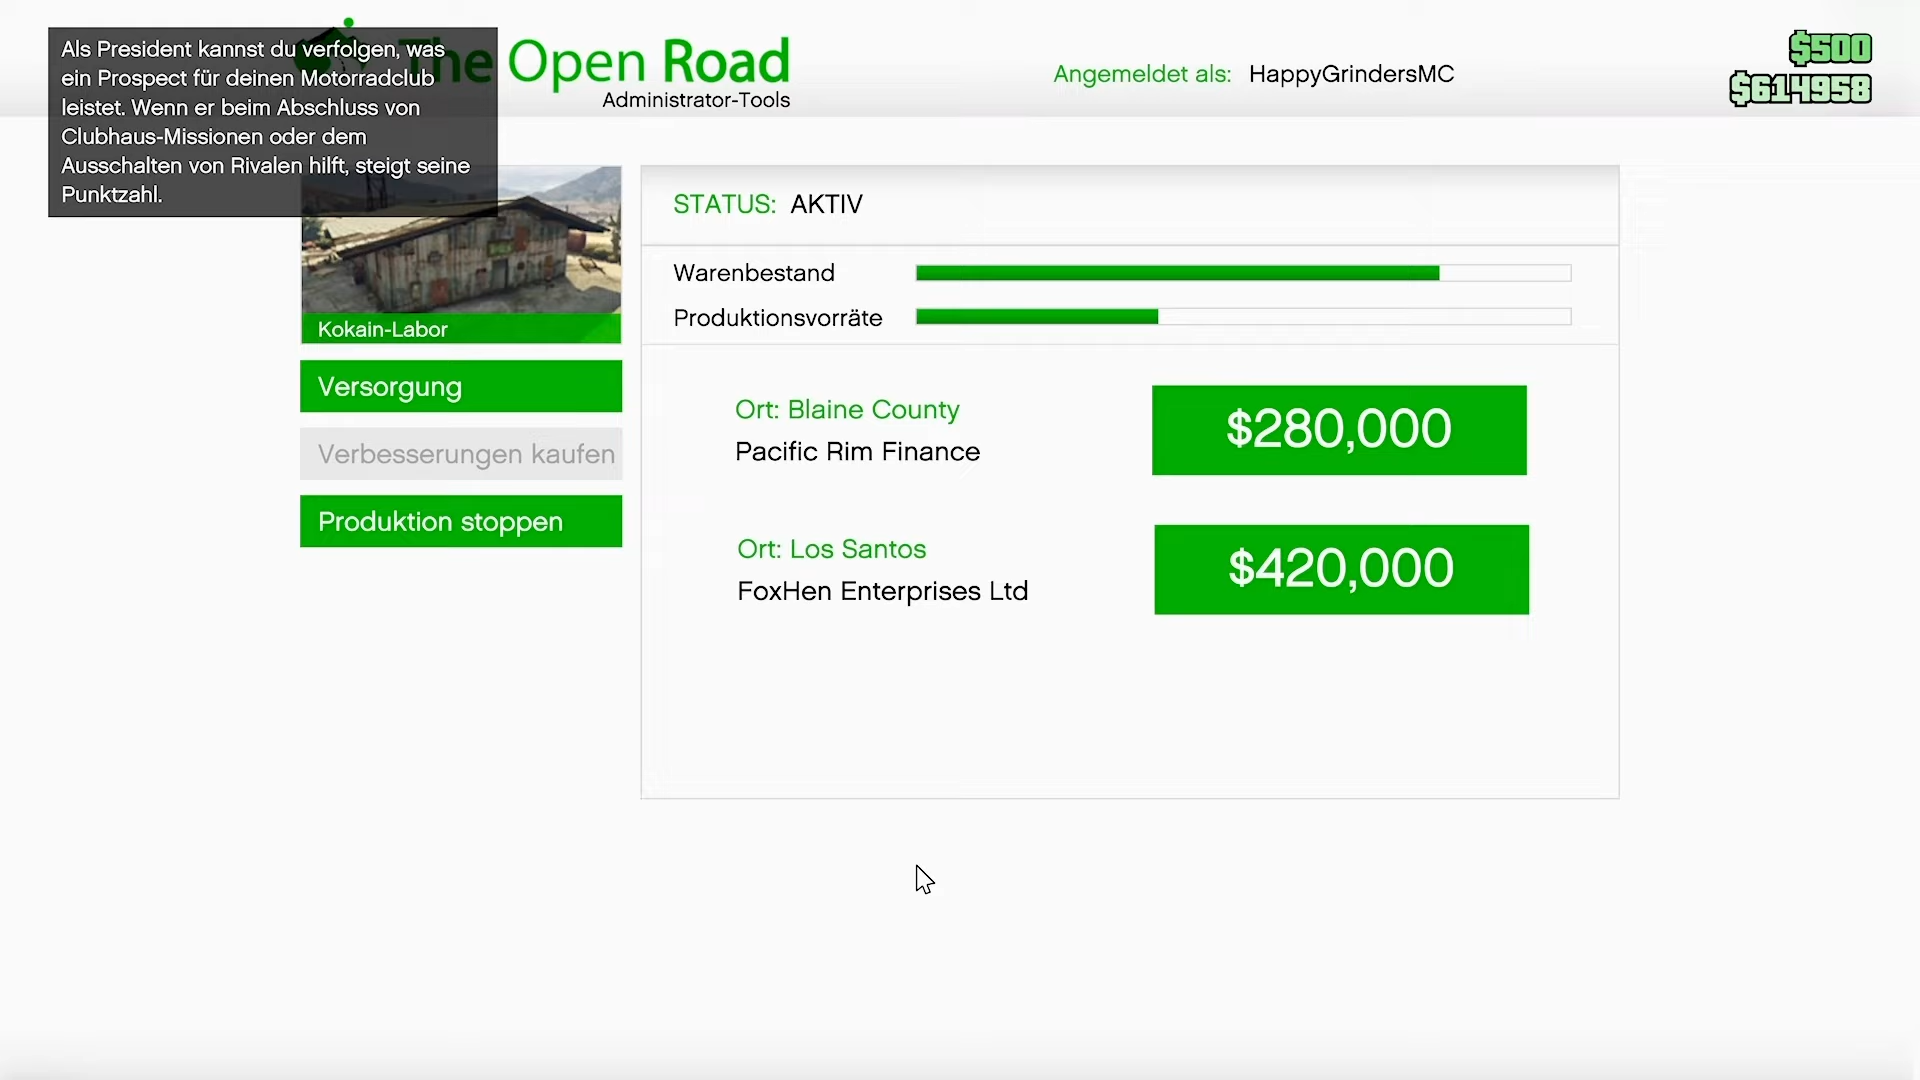 Als President kannst du verfolgen, was
ein Prospect für deinen Motorradclub
leistet. Wenn er beim Abschluss von
Clubhaus-Missionen oder dem
Ausschalten von Rivalen hilft, steigt seine
Punktzahl.
The Open Road
Administrator-Tools
Angemeldet als: HappyGrindersMC
$500
$614958
Kokain-Labor
Versorgung
Verbesserungen kaufen
Produktion stoppen
STATUS: AKTIV
Warenbestand
Produktionsvorräte
Ort: Blaine County
Pacific Rim Finance
$280,000
Ort: Los Santos
FoxHen Enterprises Ltd
$420,000